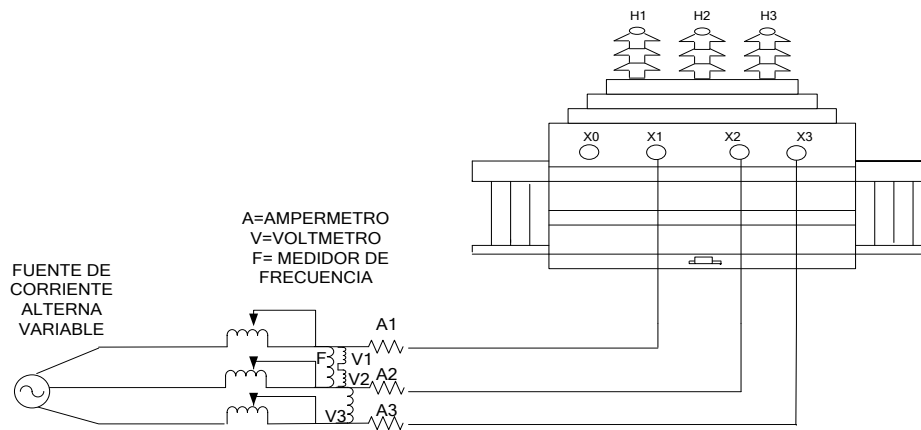 H1 H2 H3
X0 X1 X2 X3
A=AMPERMETRO
V=VOLTMETRO
F= MEDIDOR DE
FRECUENCIA
FUENTE DE
CORRIENTE
ALTERNA
VARIABLE
A1
F V1
V2 A2
V3 A3